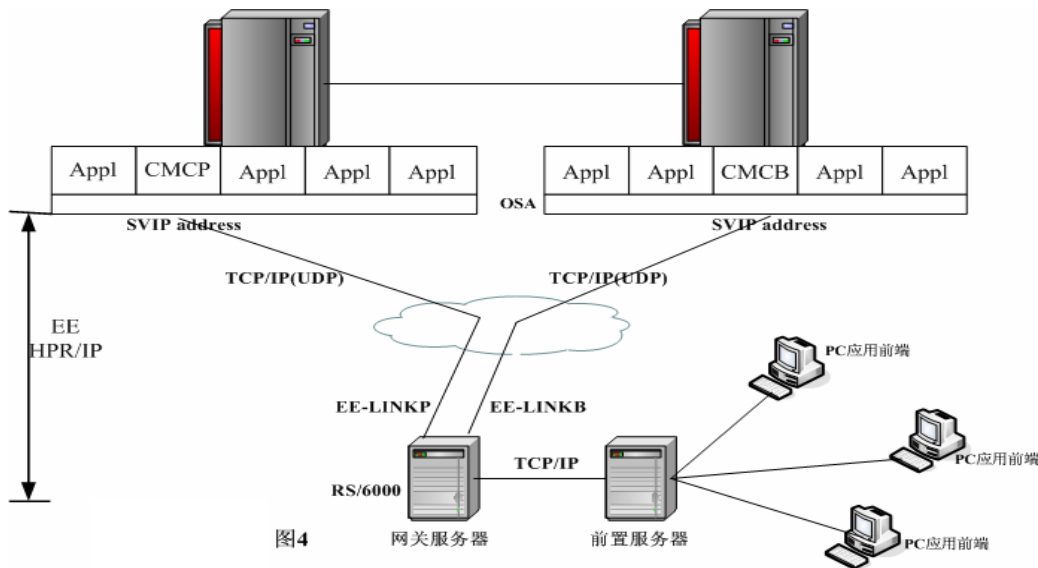 Appl CMCP Appl Appl Appl
Appl Appl CMCB Appl Appl
OSA
SVIP address
SVIP address
TCP/IP(UDP)
TCP/IP(UDP)
EE
HPR/IP
PC应用前端
EE-LINKP
EE-LINKB
PC应用前端
TCP/IP
RS/6000
图4
网关服务器
前置服务器
PC应用前端